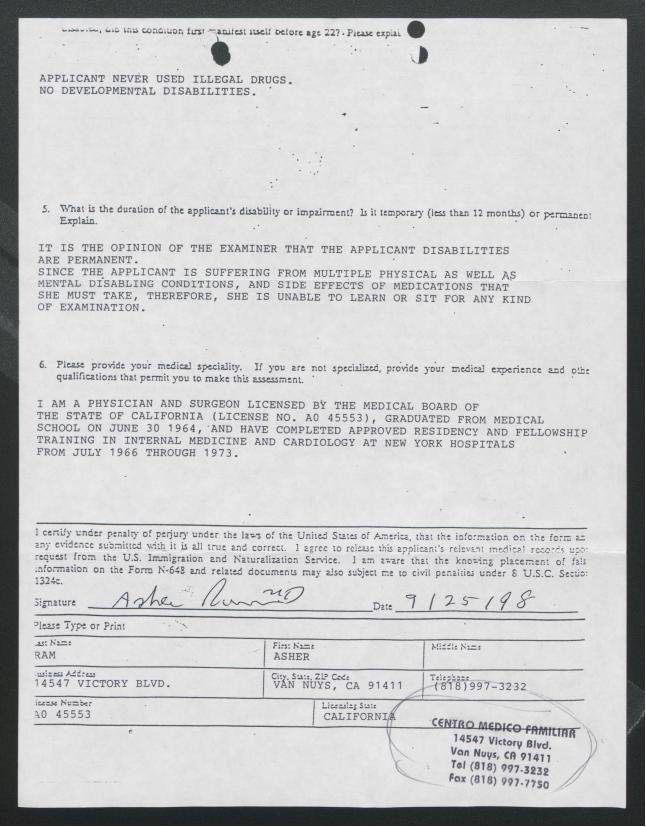 disabled, did this condition first manifest itself before age 22? Please explai
APPLICANT NEVER USED ILLEGAL DRUGS.
NO DEVELOPMENTAL DISABILITIES.
5. What is the duration of the applicant's disability or impairment? Is it temporary (less than 12 months) or permanent
Explain.
IT IS THE OPINION OF THE EXAMINER THAT THE APPLICANT DISABILITIES
ARE PERMANENT.
SINCE THE APPLICANT IS SUFFERING FROM MULTIPLE PHYSICAL AS WELL AS
MENTAL DISABLING CONDITIONS, AND SIDE EFFECTS OF MEDICATIONS THAT
SHE MUST TAKE, THEREFORE, SHE IS UNABLE TO LEARN OR SIT FOR ANY KIND
OF EXAMINATION.
6. Please provide your medical speciality. If you are not specialized, provide your medical experience and othe
qualifications that permit you to make this assessment.
I AM A PHYSICIAN AND SURGEON LICENSED BY THE MEDICAL BOARD OF
THE STATE OF CALIFORNIA (LICENSE NO. A0 45553), GRADUATED FROM MEDICAL
SCHOOL ON JUNE 30 1964, AND HAVE COMPLETED APPROVED RESIDENCY AND FELLOWSHIP
TRAINING IN INTERNAL MEDICINE AND CARDIOLOGY AT NEW YORK HOSPITALS
FROM JULY 1966 THROUGH 1973.
I certify under penalty of perjury under the laws of the United States of America, that the information on the form an
any evidence submitted with it is all true and correct. I agree to release this applicant's relevant medical records upon
request from the U.S. Immigration and Naturalization Service. I am aware that the knowing placement of fals
information on the Form N-648 and related documents may also subject me to civil penalties under 8 U.S.C. Section
1324c.
Signature Asher Ram MD Date 9/25/98
Please Type or Print
Last Name First Name Middle Name
RAM ASHER
Business Address City, State, ZIP Code Telephone
14547 VICTORY BLVD. VAN NUYS, CA 91411 (818)997-3232
License Number Licensing State
A0 45553 CALIFORNIA
CENTRO MEDICO FAMILIAR
14547 Victory Blvd.
Van Nuys, CA 91411
Tel (818) 997-3232
Fax (818) 997-7750